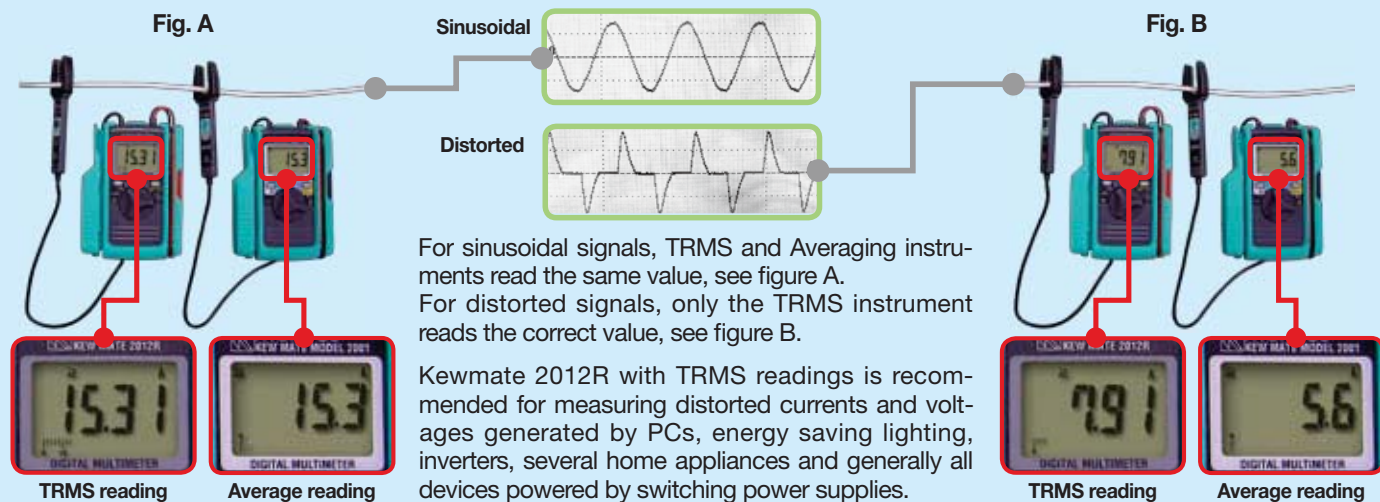 Fig. A
Sinusoidal
Fig. B
15.31
15.3
Distorted
7.91
5.6
For sinusoidal signals, TRMS and Averaging instru-
ments read the same value, see figure A.
For distorted signals, only the TRMS instrument
reads the correct value, see figure B.
Kewmate 2012R with TRMS readings is recom-
mended for measuring distorted currents and volt-
ages generated by PCs, energy saving lighting,
inverters, several home appliances and generally all
devices powered by switching power supplies.
KEW MATE 2012R
15.31
DIGITAL MULTIMETER
TRMS reading
KEW MATE MODEL 2001
15.3
DIGITAL MULTIMETER
Average reading
KEW MATE 2012R
7.91
DIGITAL MULTIMETER
TRMS reading
KEW MATE MODEL 2001
5.6
DIGITAL MULTIMETER
Average reading